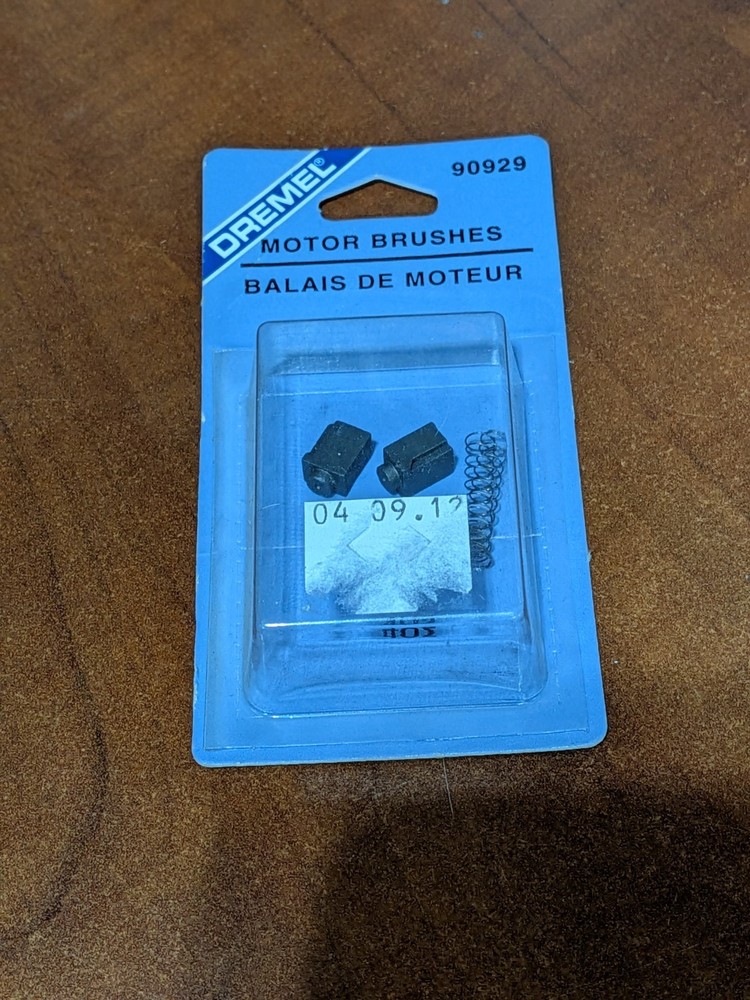 DREMEL®
90929
MOTOR BRUSHES
BALAIS DE MOTEUR
04 09.12